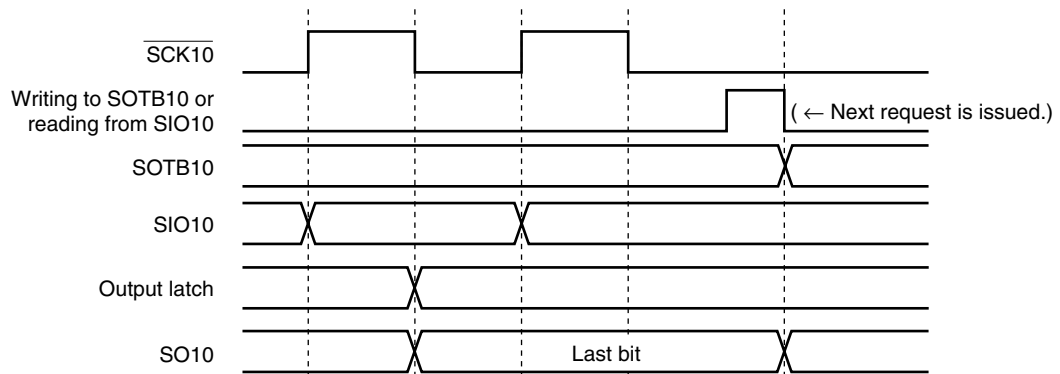 SCK10
Writing to SOTB10 or
reading from SIO10
( ← Next request is issued.)
SOTB10
SIO10
Output latch
SO10
Last bit